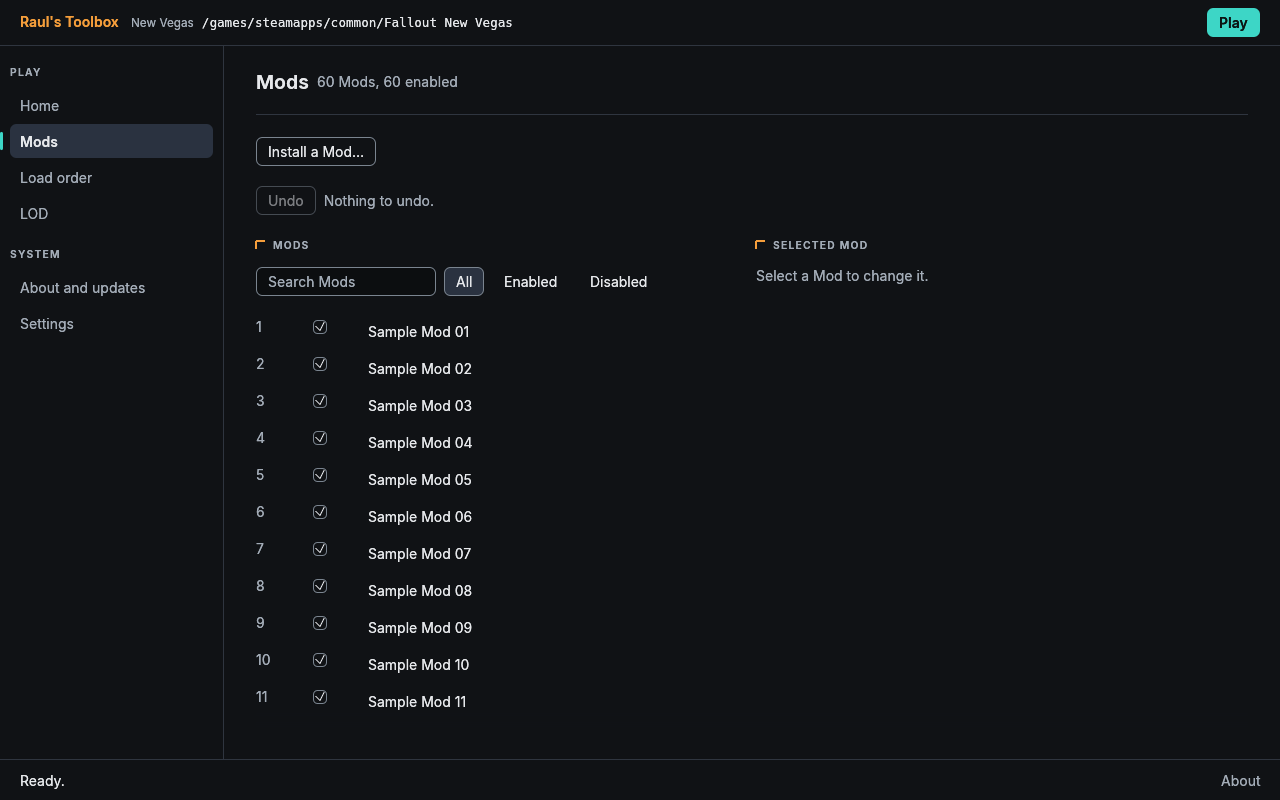 Raul's Toolbox New Vegas /games/steamapps/common/Fallout New Vegas Play
PLAY
Home
Mods
Load order
LOD
SYSTEM
About and updates
Settings
Mods 60 Mods, 60 enabled
Install a Mod...
Undo Nothing to undo.
MODS
Search Mods All Enabled Disabled
1 Sample Mod 01
2 Sample Mod 02
3 Sample Mod 03
4 Sample Mod 04
5 Sample Mod 05
6 Sample Mod 06
7 Sample Mod 07
8 Sample Mod 08
9 Sample Mod 09
10 Sample Mod 10
11 Sample Mod 11
SELECTED MOD
Select a Mod to change it.
Ready. About